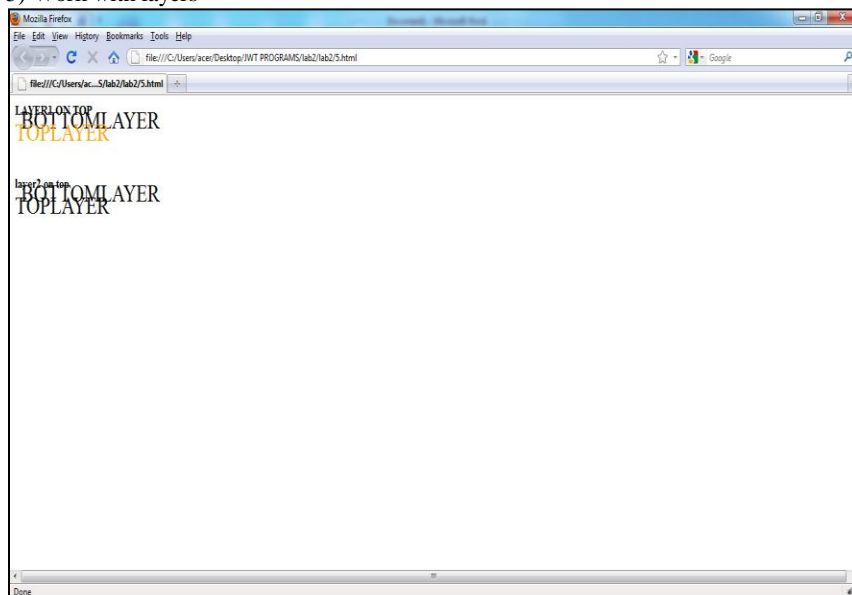 5) Work with layers
Mozilla Firefox
File Edit View History Bookmarks Tools Help
file:///C:/Users/acer/Desktop/JWT PROGRAMS/lab2/lab2/5.html
Google
file:///C:/Users/ac...S/lab2/lab2/5.html
LAYER1 ON TOP
BOTTOMLAYER
TOPLAYER
layer2 on top
BOTTOMLAYER
TOPLAYER
Done